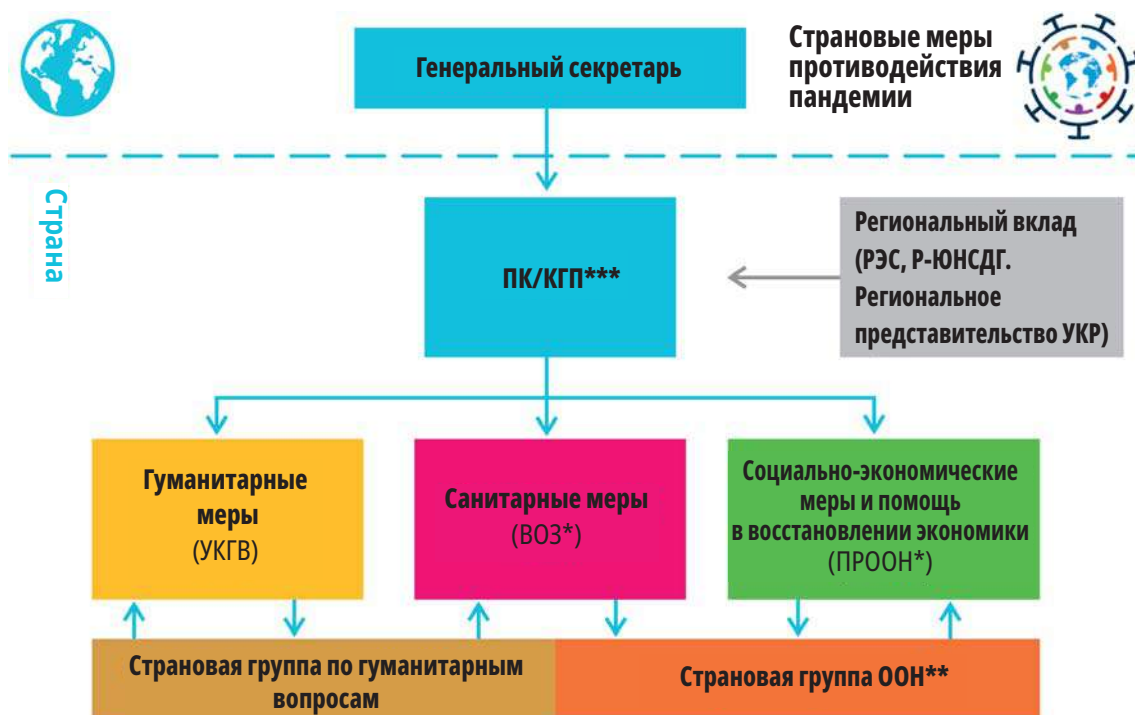 Генеральный секретарь
Страновые меры
противодействия
пандемии
Страна
ПК/КГП***
Региональный вклад
(РЭС, Р-ЮНСДГ.
Региональное
представительство УКР)
Гуманитарные
меры
(УКГВ)
Санитарные меры
(ВОЗ*)
Социально-экономические
меры и помощь
в восстановлении экономики
(ПРООН*)
Страновая группа по гуманитарным
вопросам
Страновая группа ООН**